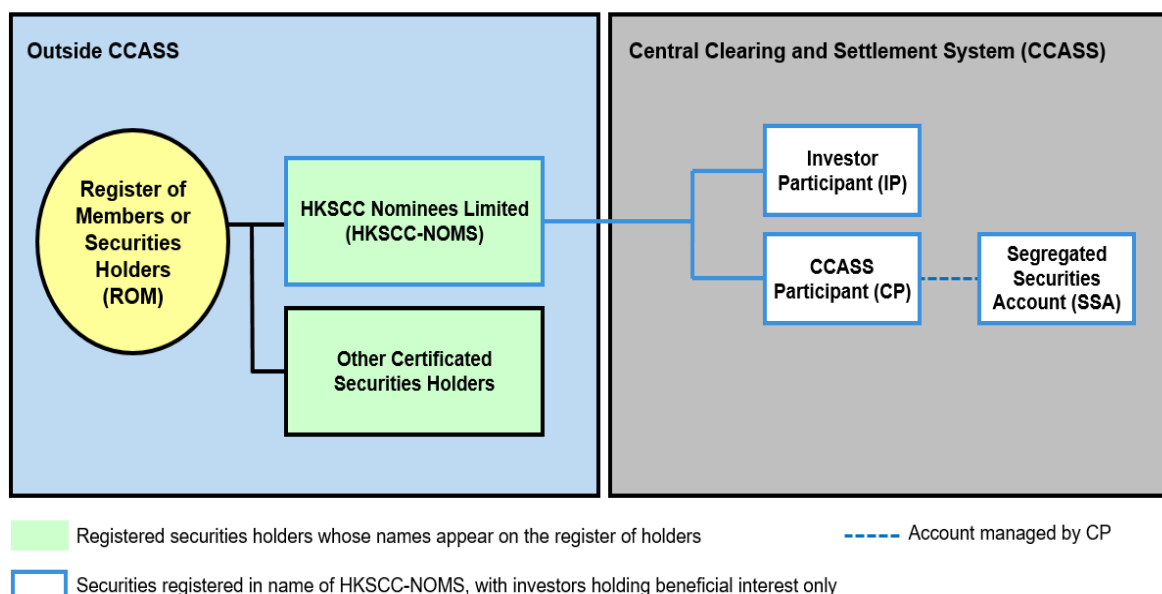 Outside CCASS
Central Clearing and Settlement System (CCASS)
Register of
Members or
Securities
Holders
(ROM)
HKSCC Nominees Limited
(HKSCC-NOMS)
Other Certificated
Securities Holders
Investor
Participant (IP)
CCASS
Participant (CP)
Segregated
Securities
Account (SSA)
Registered securities holders whose names appear on the register of holders
Account managed by CP
Securities registered in name of HKSCC-NOMS, with investors holding beneficial interest only